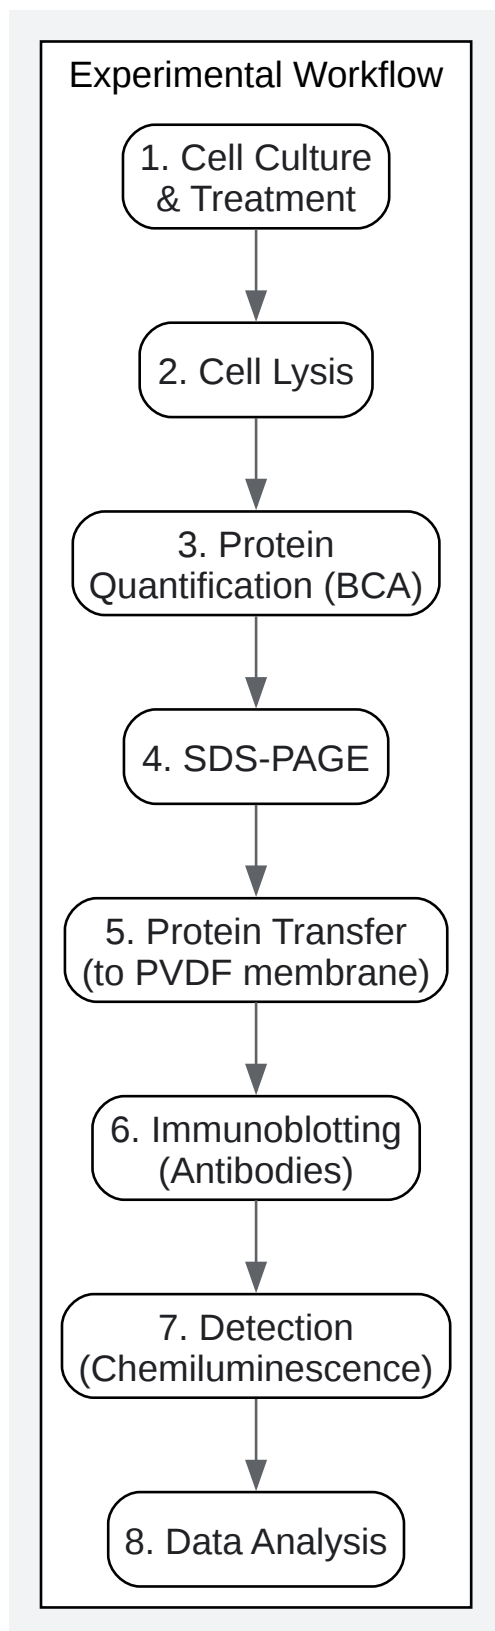 Experimental Workflow
1. Cell Culture
& Treatment
2. Cell Lysis
3. Protein
Quantification (BCA)
4. SDS-PAGE
5. Protein Transfer
(to PVDF membrane)
6. Immunoblotting
(Antibodies)
7. Detection
(Chemiluminescence)
8. Data Analysis